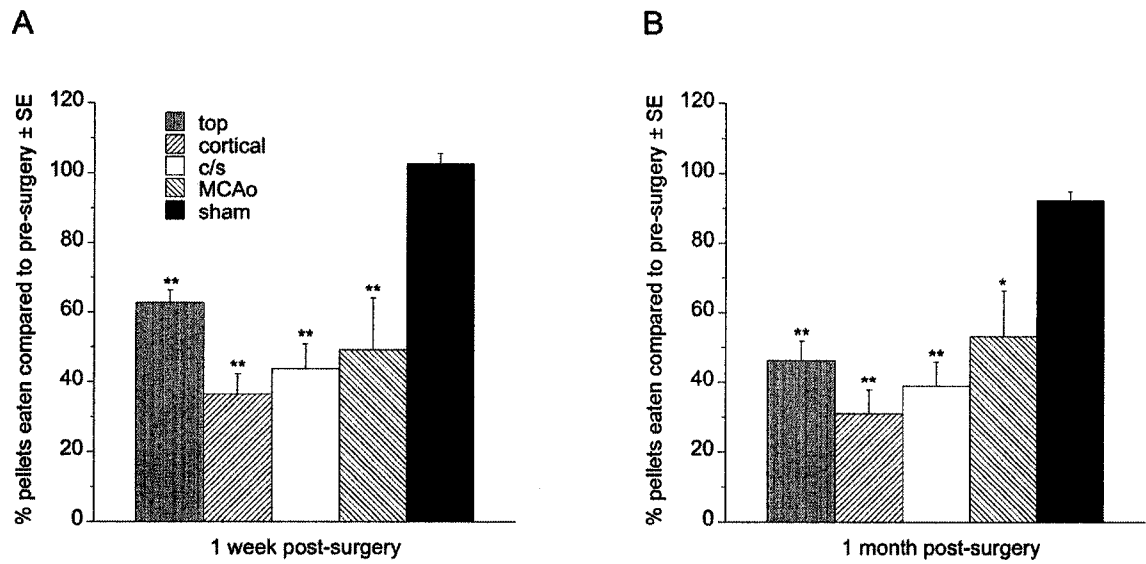 A
% pellets eaten compared to pre-surgery ± SE
120
100
80
60
40
20
0
top
cortical
c/s
MCAo
sham
**
**
**
**
1 week post-surgery
B
% pellets eaten compared to pre-surgery ± SE
120
100
80
60
40
20
0
**
**
**
*
1 month post-surgery